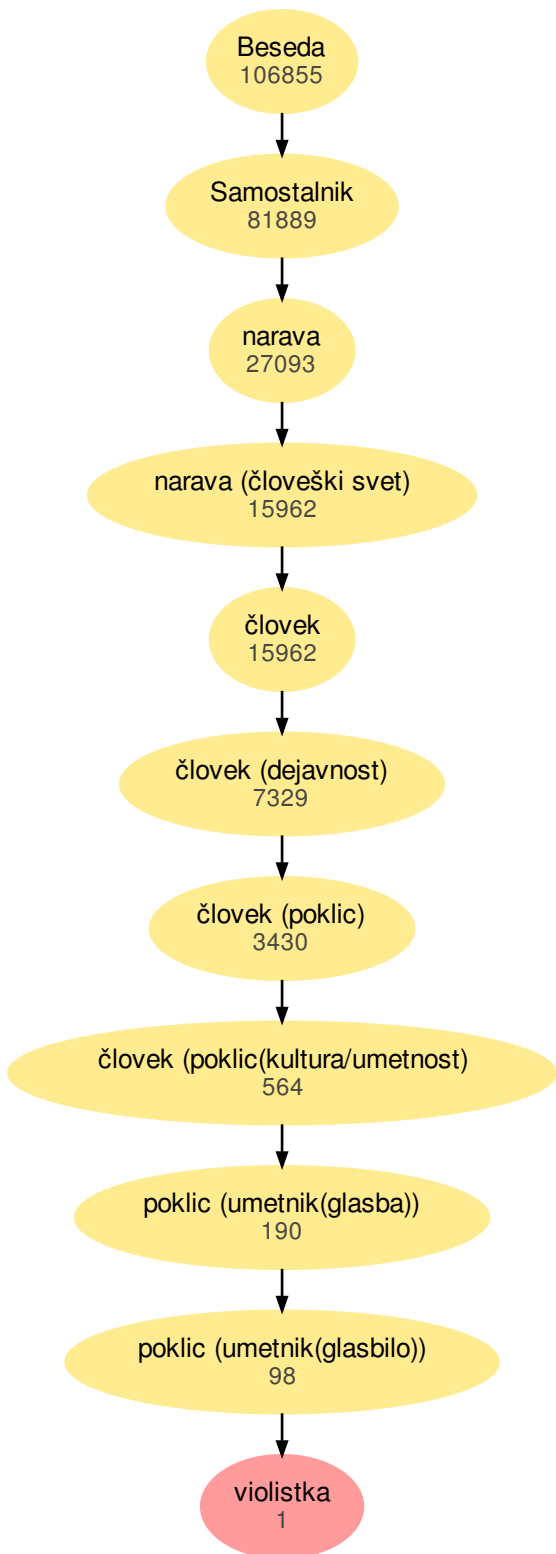 Beseda
106855
Samostalnik
81889
narava
27093
narava (človeški svet)
15962
človek
15962
človek (dejavnost)
7329
človek (poklic)
3430
človek (poklic(kultura/umetnost)
564
poklic (umetnik(glasba))
190
poklic (umetnik(glasbilo))
98
violistka
1